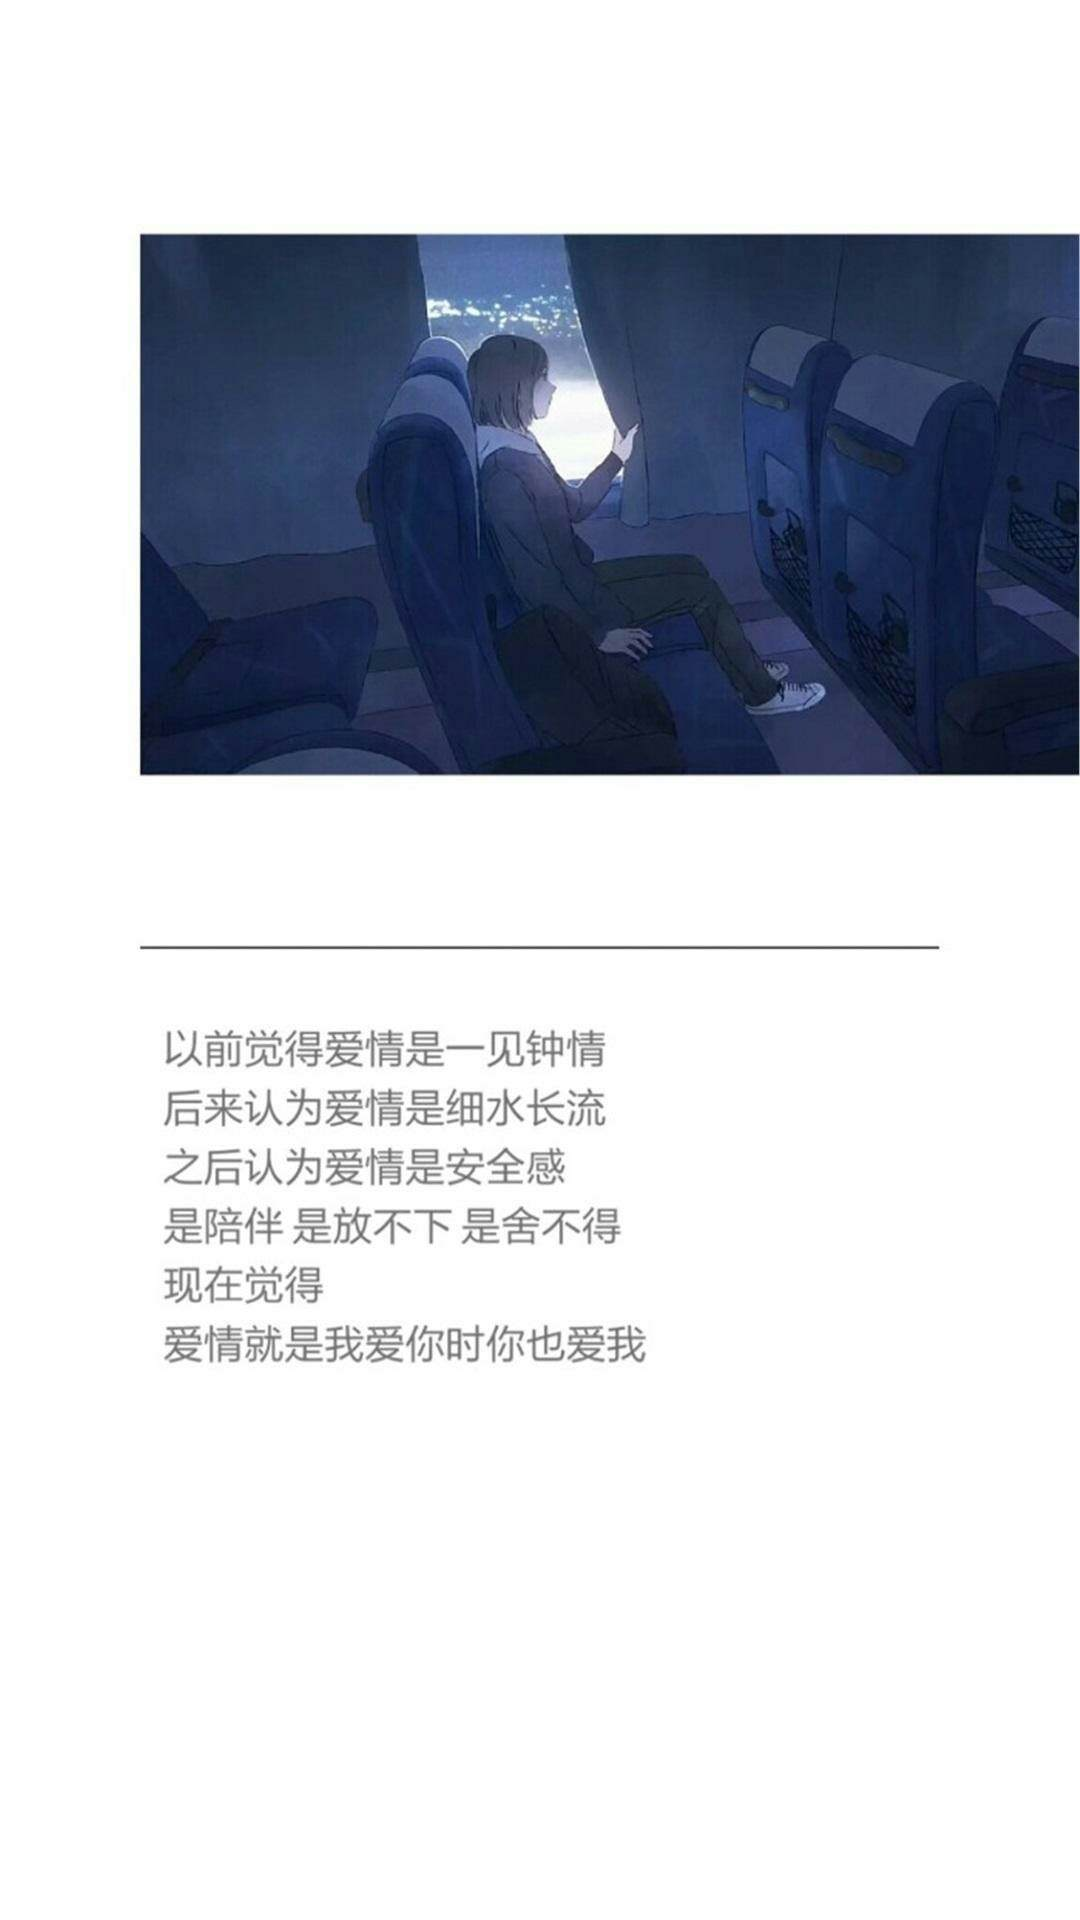 以前觉得爱情是一见钟情
后来认为爱情是细水长流
之后认为爱情是安全感
是陪伴 是放不下 是舍不得
现在觉得
爱情就是我爱你时你也爱我